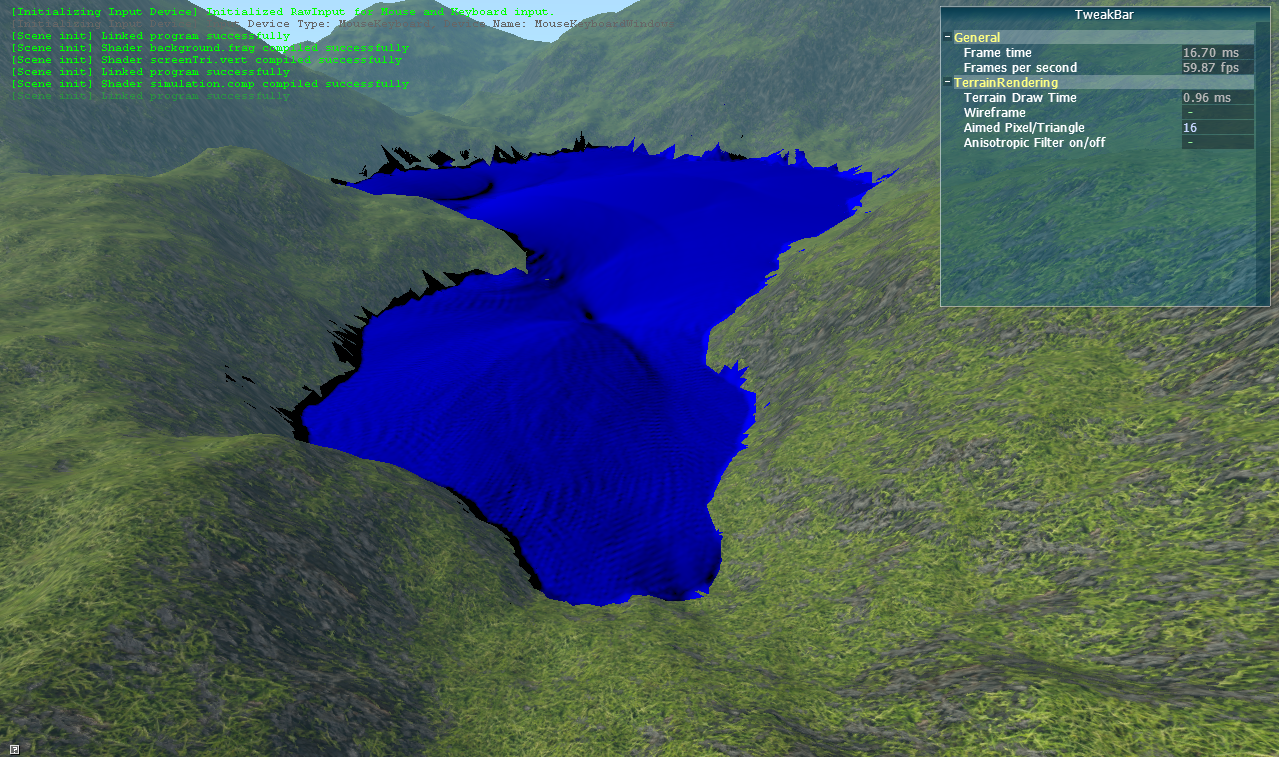 [Initializing Input Device] Initialized RawInput for Mouse and Keyboard input.
Device Type: Name: MouseKeyboardWindows
[Scene init] Linked program successfully
[Scene init] Shader background.frag compiled successfully
[Scene init] Shader screenTri.vert compiled successfully
[Scene init] Linked program successfully
[Scene init] Shader simulation.comp compiled successfully
[Scene init] Linked program successfully
TweakBar
- General
Frame time 16.70 ms
Frames per second 59.87 fps
- TerrainRendering
Terrain Draw Time 0.96 ms
Wireframe -
Aimed Pixel/Triangle 16
Anisotropic Filter on/off -
?